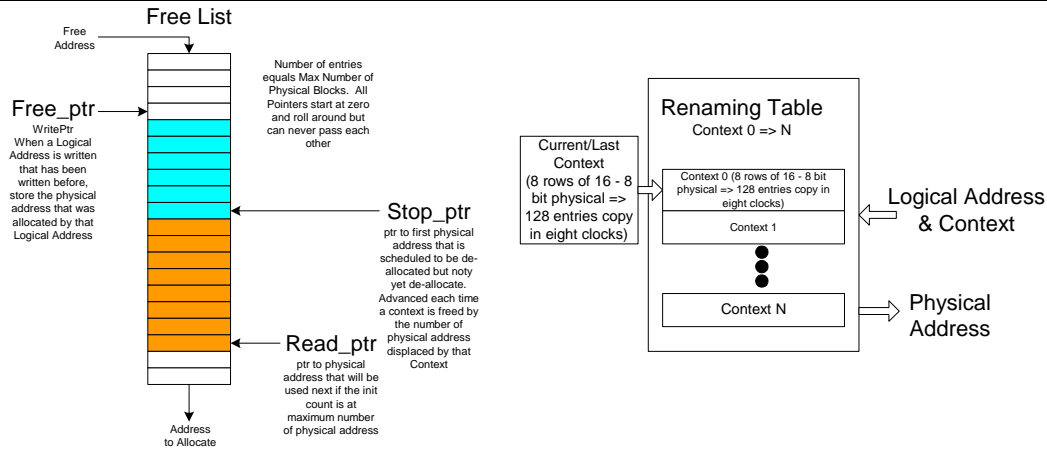 Free List
Free
Address
Free_ptr
WritePtr
When a Logical
Address is written
that has been
written before,
store the physical
address that was
allocated by that
Logical Address
Number of entries
equals Max Number of
Physical Blocks.  All
Pointers start at zero
and roll around but
can never pass each
other
Stop_ptr
ptr to first physical
address that is
scheduled to be de-
allocated but noty
yet de-allocate.
Advanced each time
a context is freed by
the number of
physical address
displaced by that
Context
Read_ptr
ptr to physical
address that will be
used next if the init
count is at
maximum number
of physical address
Address
to Allocate
Current/Last
Context
(8 rows of 16 - 8
bit physical =>
128 entries copy
in eight clocks)
Renaming Table
Context 0 => N
Context 0 (8 rows of 16 - 8 bit
physical => 128 entries copy in
eight clocks)
Context 1
Context N
Logical Address
& Context
Physical
Address